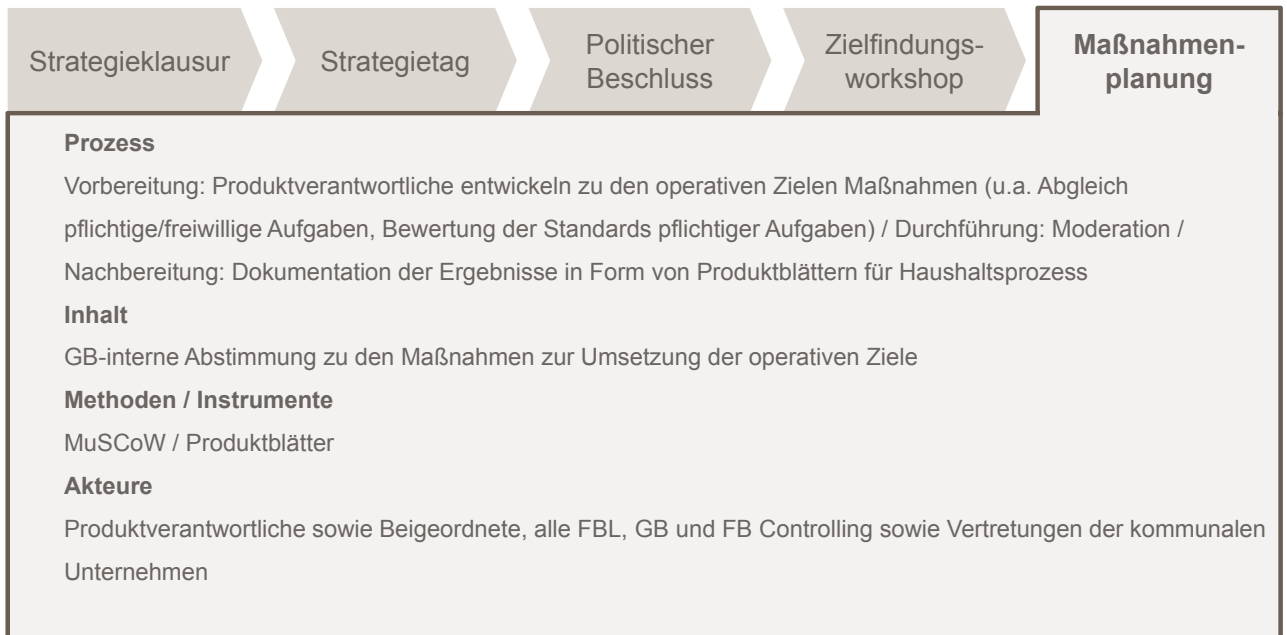 Strategieklausur
Strategietag
Politischer
Beschluss
Zielfindungs-
workshop
Maßnahmen-
planung
Prozess
Vorbereitung: Produktverantwortliche entwickeln zu den operativen Zielen Maßnahmen (u.a. Abgleich
pflichtige/freiwillige Aufgaben, Bewertung der Standards pflichtiger Aufgaben) / Durchführung: Moderation /
Nachbereitung: Dokumentation der Ergebnisse in Form von Produktblättern für Haushaltsprozess
Inhalt
GB-interne Abstimmung zu den Maßnahmen zur Umsetzung der operativen Ziele
Methoden / Instrumente
MuSCoW / Produktblätter
Akteure
Produktverantwortliche sowie Beigeordnete, alle FBL, GB und FB Controlling sowie Vertretungen der kommunalen
Unternehmen